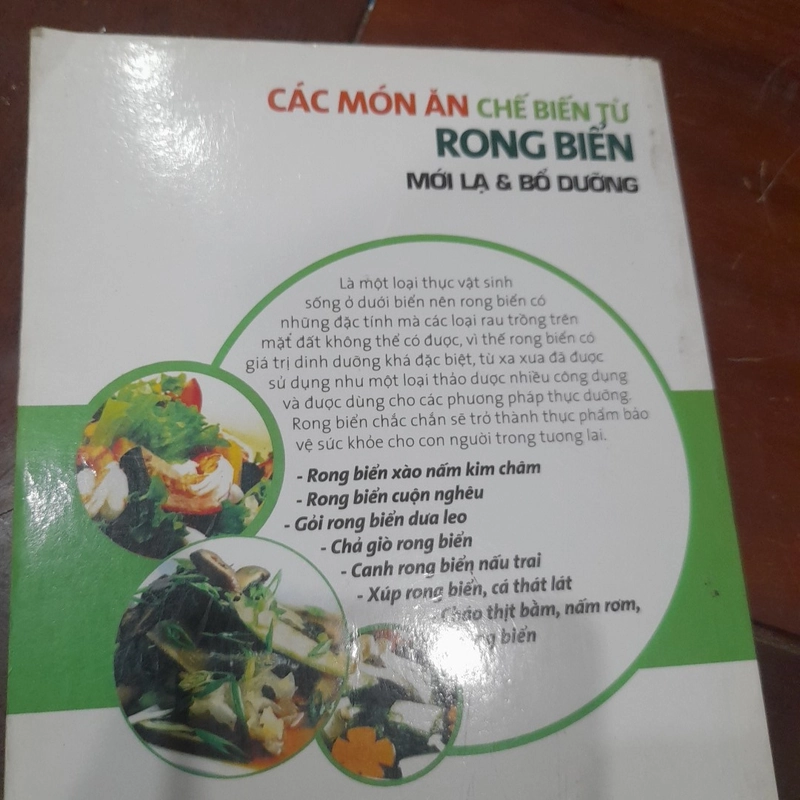 CÁC MÓN ĂN CHẾ BIẾN TỪ
RONG BIỂN
MỚI LẠ & BỔ DƯỠNG
Là một loại thực vật sinh
sống ở dưới biển nên rong biển có
những đặc tính mà các loại rau trồng trên
mặt đất không thể có được, vì thế rong biển có
giá trị dinh dưỡng khá đặc biệt, từ xa xưa đã được
sử dụng như một loại thảo dược nhiều công dụng
và được dùng cho các phương pháp thực dưỡng.
Rong biển chắc chắn sẽ trở thành thực phẩm bảo
vệ sức khỏe cho con người trong tương lai.
- Rong biển xào nấm kim châm
- Rong biển cuộn nghêu
- Gỏi rong biển dưa leo
- Chả giò rong biển
- Canh rong biển nấu trai
- Xúp rong biển, cá thát lát
Cháo thịt bằm, nấm rơm,
biển